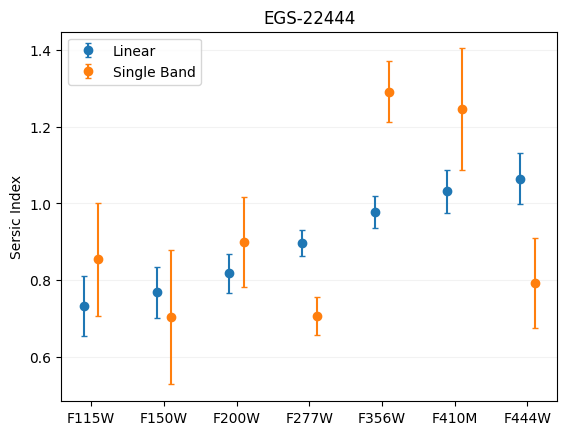 EGS-22444
Linear
Single Band
Sersic Index
1.4
1.2
1.0
0.8
0.6
F115W F150W F200W F277W F356W F410M F444W